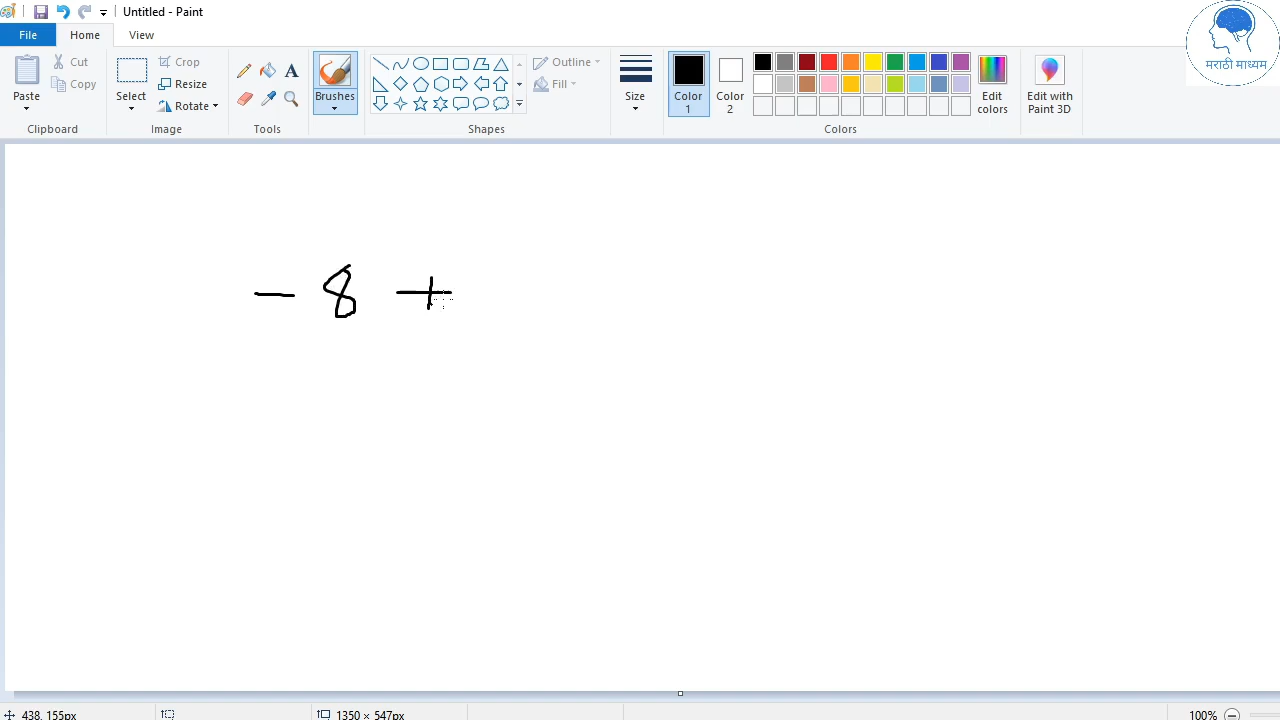 Untitled - Paint
मराठी माध्यम
File Home View
Paste Cut Copy Clipboard
Select Crop Resize Rotate Image
Tools
Brushes
Outline Fill Shapes
Size
Color 1 Color 2 Edit colors Edit with Paint 3D Colors
- 8 +
438, 155px 1350 × 547px 100%